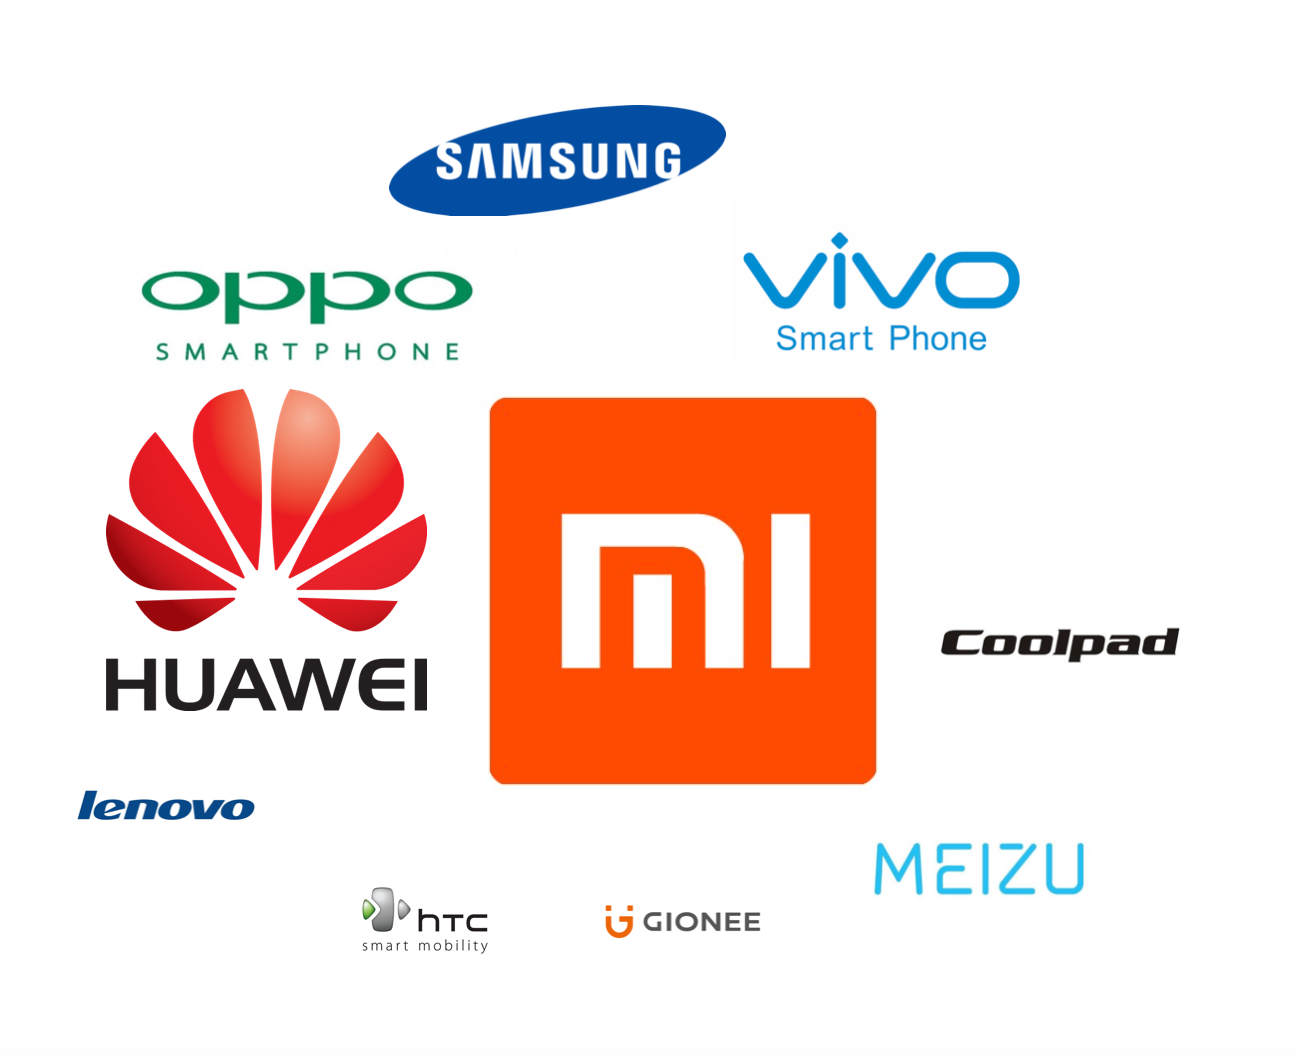 SAMSUNG
oppo
SMARTPHONE
vivo
Smart Phone
HUAWEI
mi
Coolpad
lenovo
MEIZU
hTC
smart mobility
GIONEE